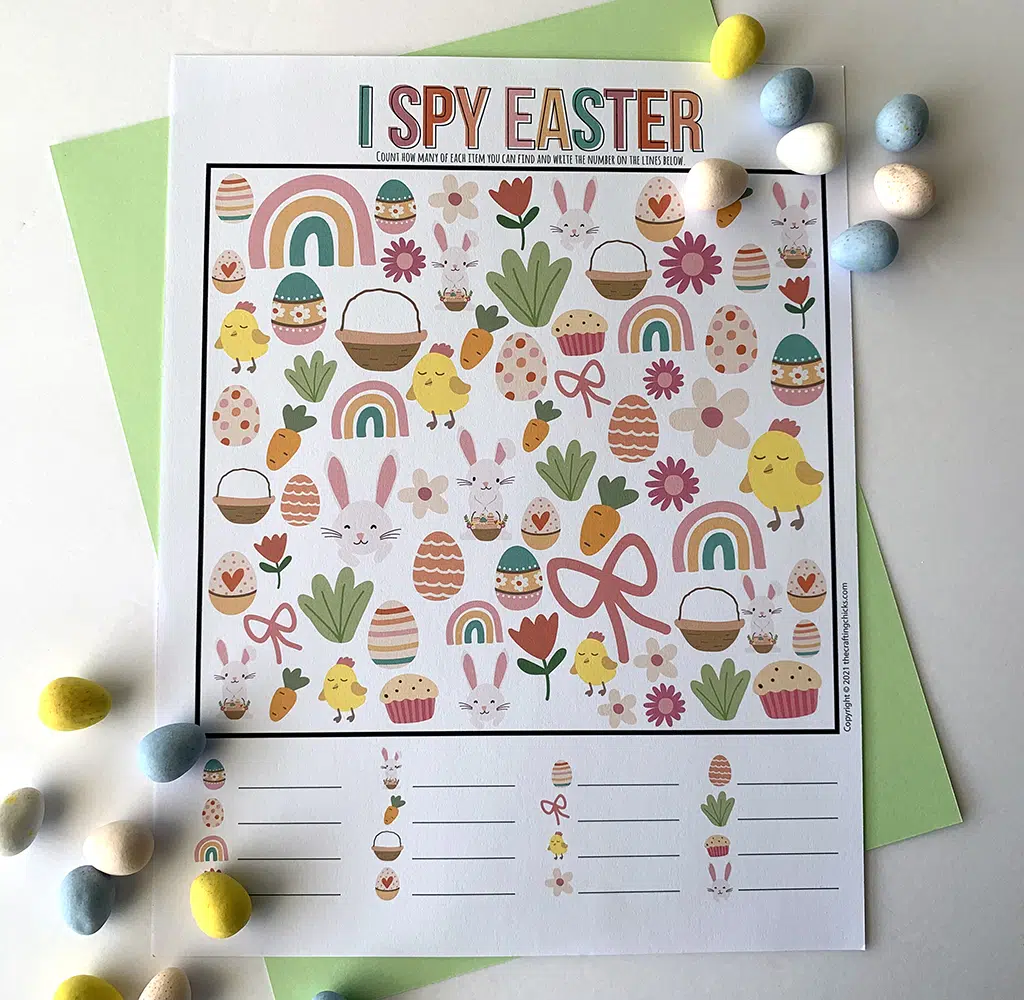 I SPY EASTER
COUNT HOW MANY OF EACH ITEM YOU CAN FIND AND WRITE THE NUMBER ON THE LINES BELOW.
Copyright © 2021 thecraftingchicks.com